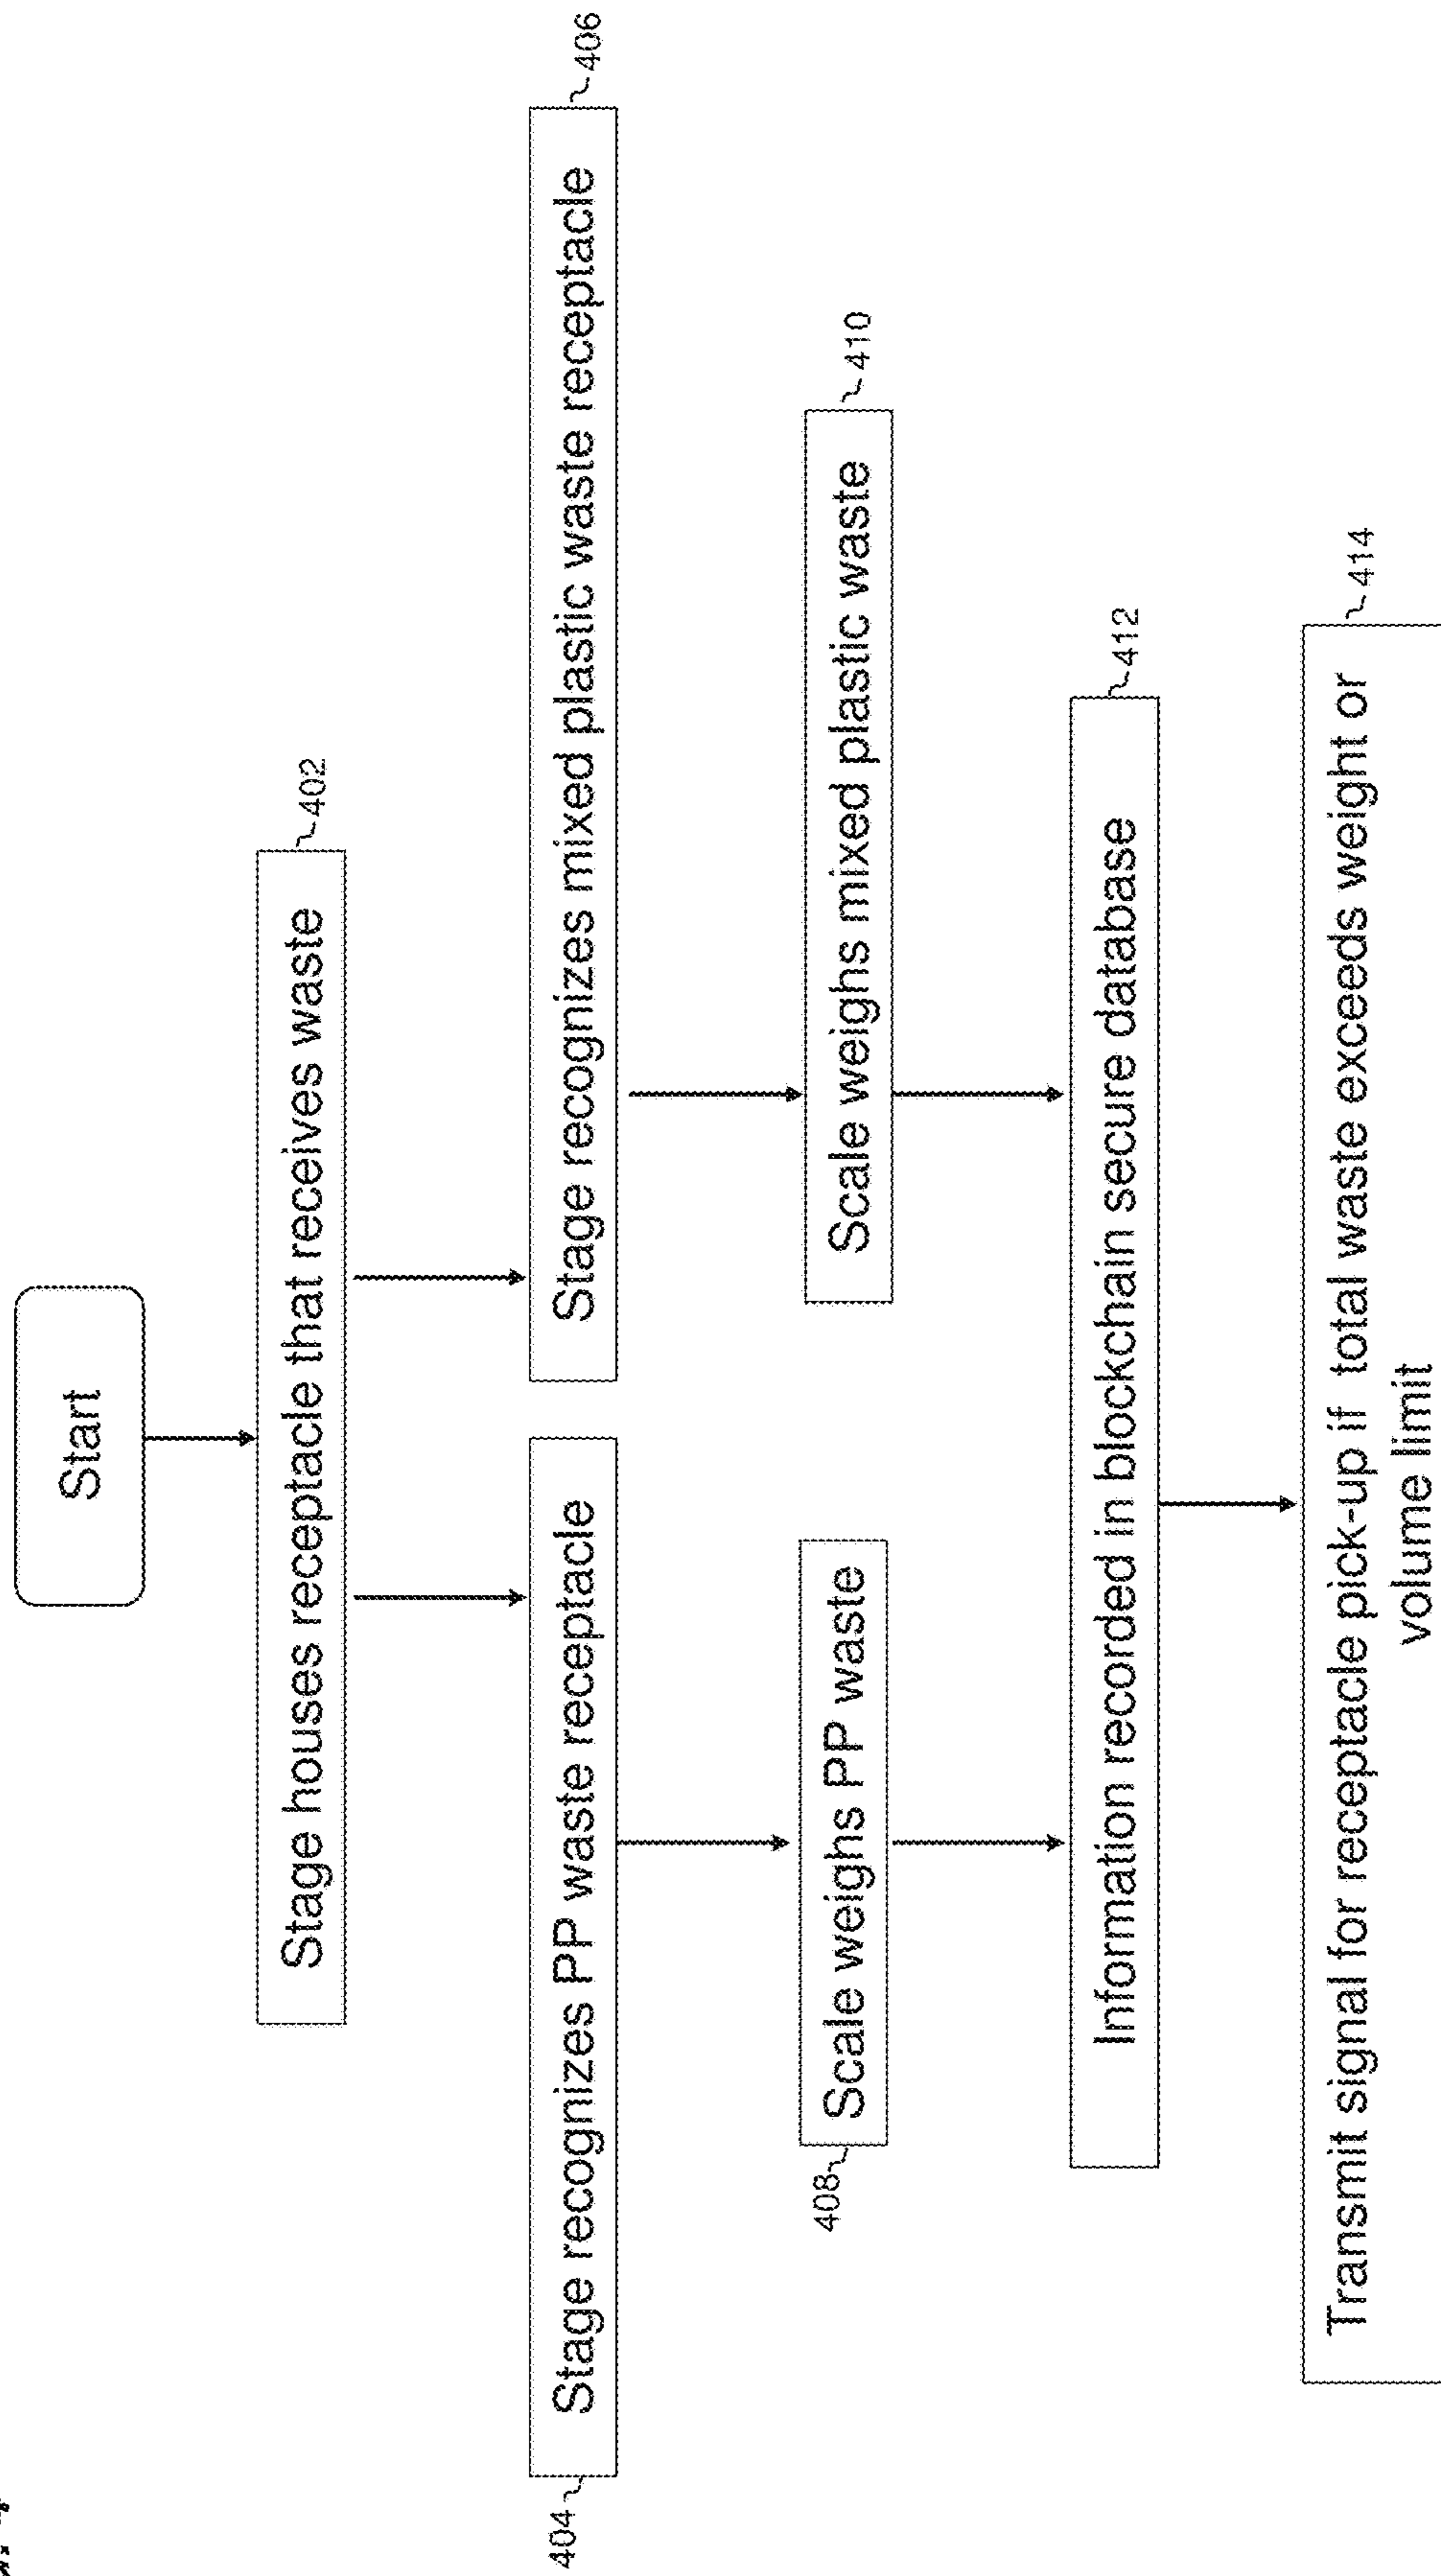 Start
Stage houses receptacle that receives waste
402
Stage recognizes PP waste receptacle
404
Stage recognizes mixed plastic waste receptacle
406
Scale weighs PP waste
408
Scale weighs mixed plastic waste
410
Information recorded in blockchain secure database
412
Transmit signal for receptacle pick-up if total waste exceeds weight or
volume limit
414